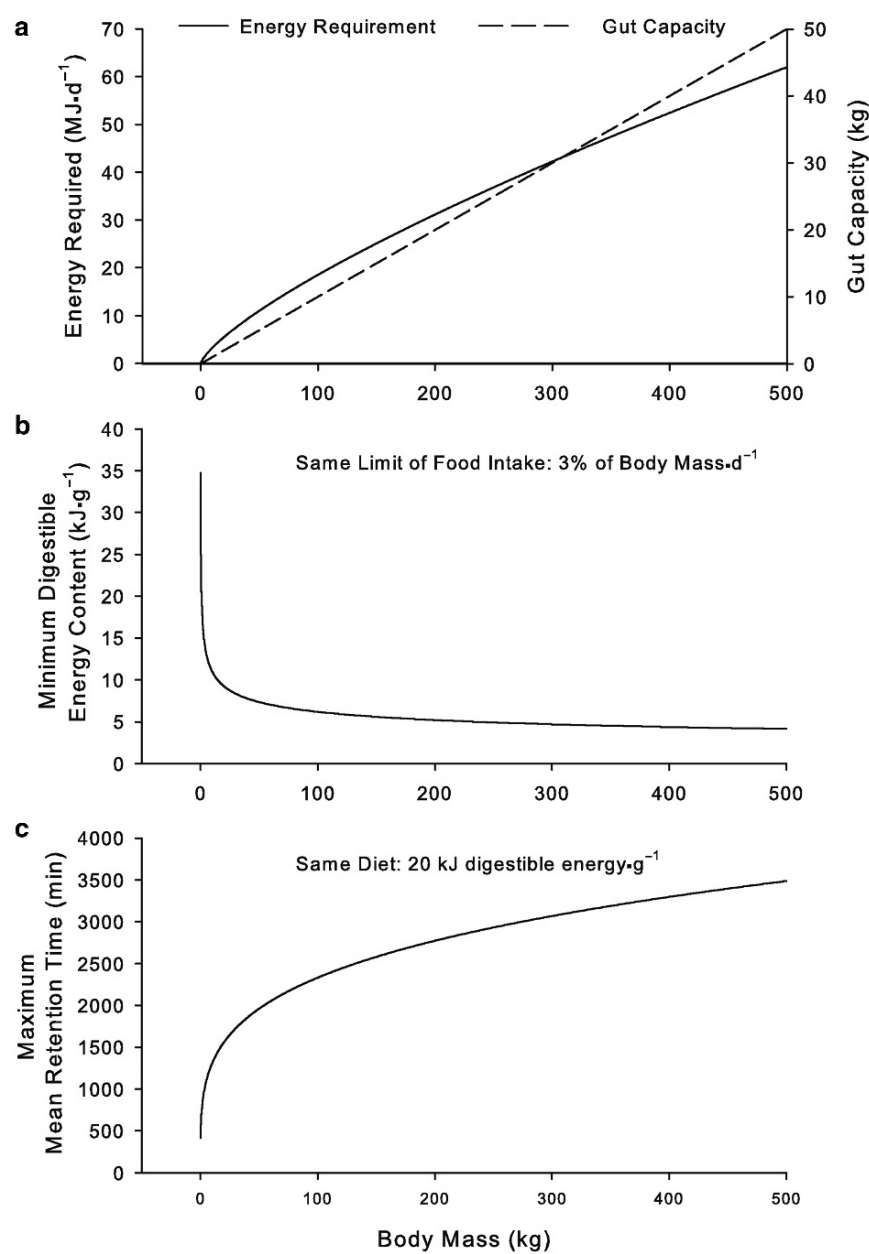 a
Energy Requirement
Gut Capacity
Energy Required (MJ▪d⁻¹)
70
60
50
40
30
20
10
0
Gut Capacity (kg)
50
40
30
20
10
0
0 100 200 300 400 500
b
Same Limit of Food Intake: 3% of Body Mass▪d⁻¹
Minimum Digestible
Energy Content (kJ▪g⁻¹)
40
35
30
25
20
15
10
5
0
0 100 200 300 400 500
c
Same Diet: 20 kJ digestible energy▪g⁻¹
Maximum
Mean Retention Time (min)
4000
3500
3000
2500
2000
1500
1000
500
0
0 100 200 300 400 500
Body Mass (kg)